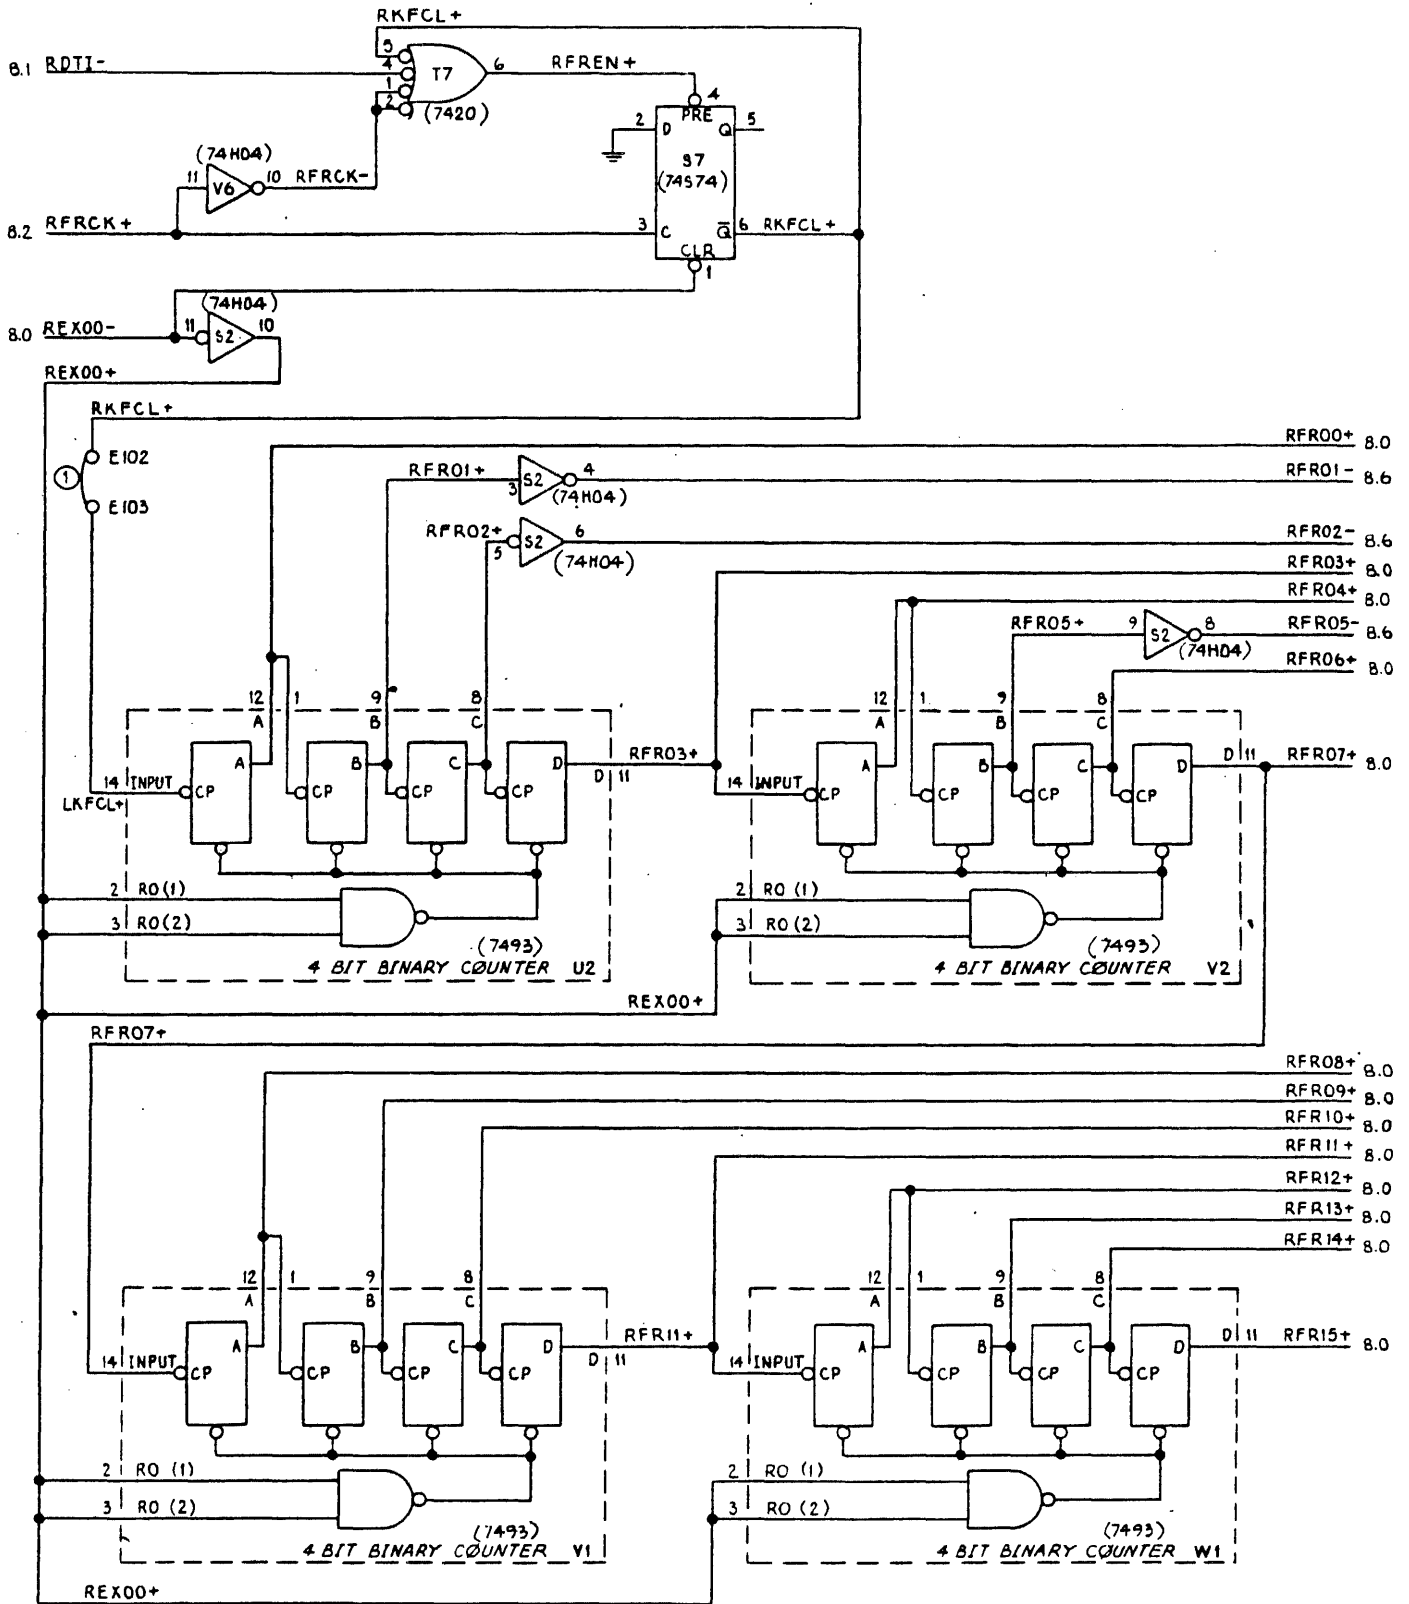 RKFCL+
8.1 RDTI-
5
4
1
2
T7
(7420)
6 RFREN+
4
PRE
2 D Q 5
S7
(74S74)
(74H04)
11 V6 10 RFRCK-
8.2 RFRCK+
3 C Q 6 RKFCL+
CLR
1
(74H04)
8.0 REX00- 11 S2 10
REX00+
RKFCL+
1 E102
E103
RFR00+ 8.0
RFR01+ 3 S2 4 RFR01- 8.6
(74H04)
RFR02+ 5 S2 6 RFR02- 8.6
(74H04)
RFR03+ 8.0
RFR04+ 8.0
RFR05+ 9 S2 8 RFR05- 8.6
(74H04)
RFR06+ 8.0
12 1 9 8 12 1 9 8
A B C A B C
A B C D RFR03+ A B C D D 11 RFR07+ 8.0
D 11
14 INPUT CP CP CP CP 14 INPUT CP CP CP CP
LKFCL+
2 RO (1) 2 RO (1)
3 RO (2) 3 RO (2)
(7493) (7493)
4 BIT BINARY CØUNTER U2 4 BIT BINARY CØUNTER V2
REX00+
RFR07+
RFR08+ 8.0
RFR09+ 8.0
RFR10+ 8.0
RFR11+ 8.0
RFR12+ 8.0
RFR13+ 8.0
RFR14+ 8.0
12 1 9 8 12 1 9 8
A B C A B C
A B C D RFR11+ A B C D D 11 RFR15+ 8.0
D 11
14 INPUT CP CP CP CP 14 INPUT CP CP CP CP
2 RO (1) 2 RO (1)
3 RO (2) 3 RO (2)
(7493) (7493)
4 BIT BINARY CØUNTER V1 4 BIT BINARY CØUNTER W1
REX00+